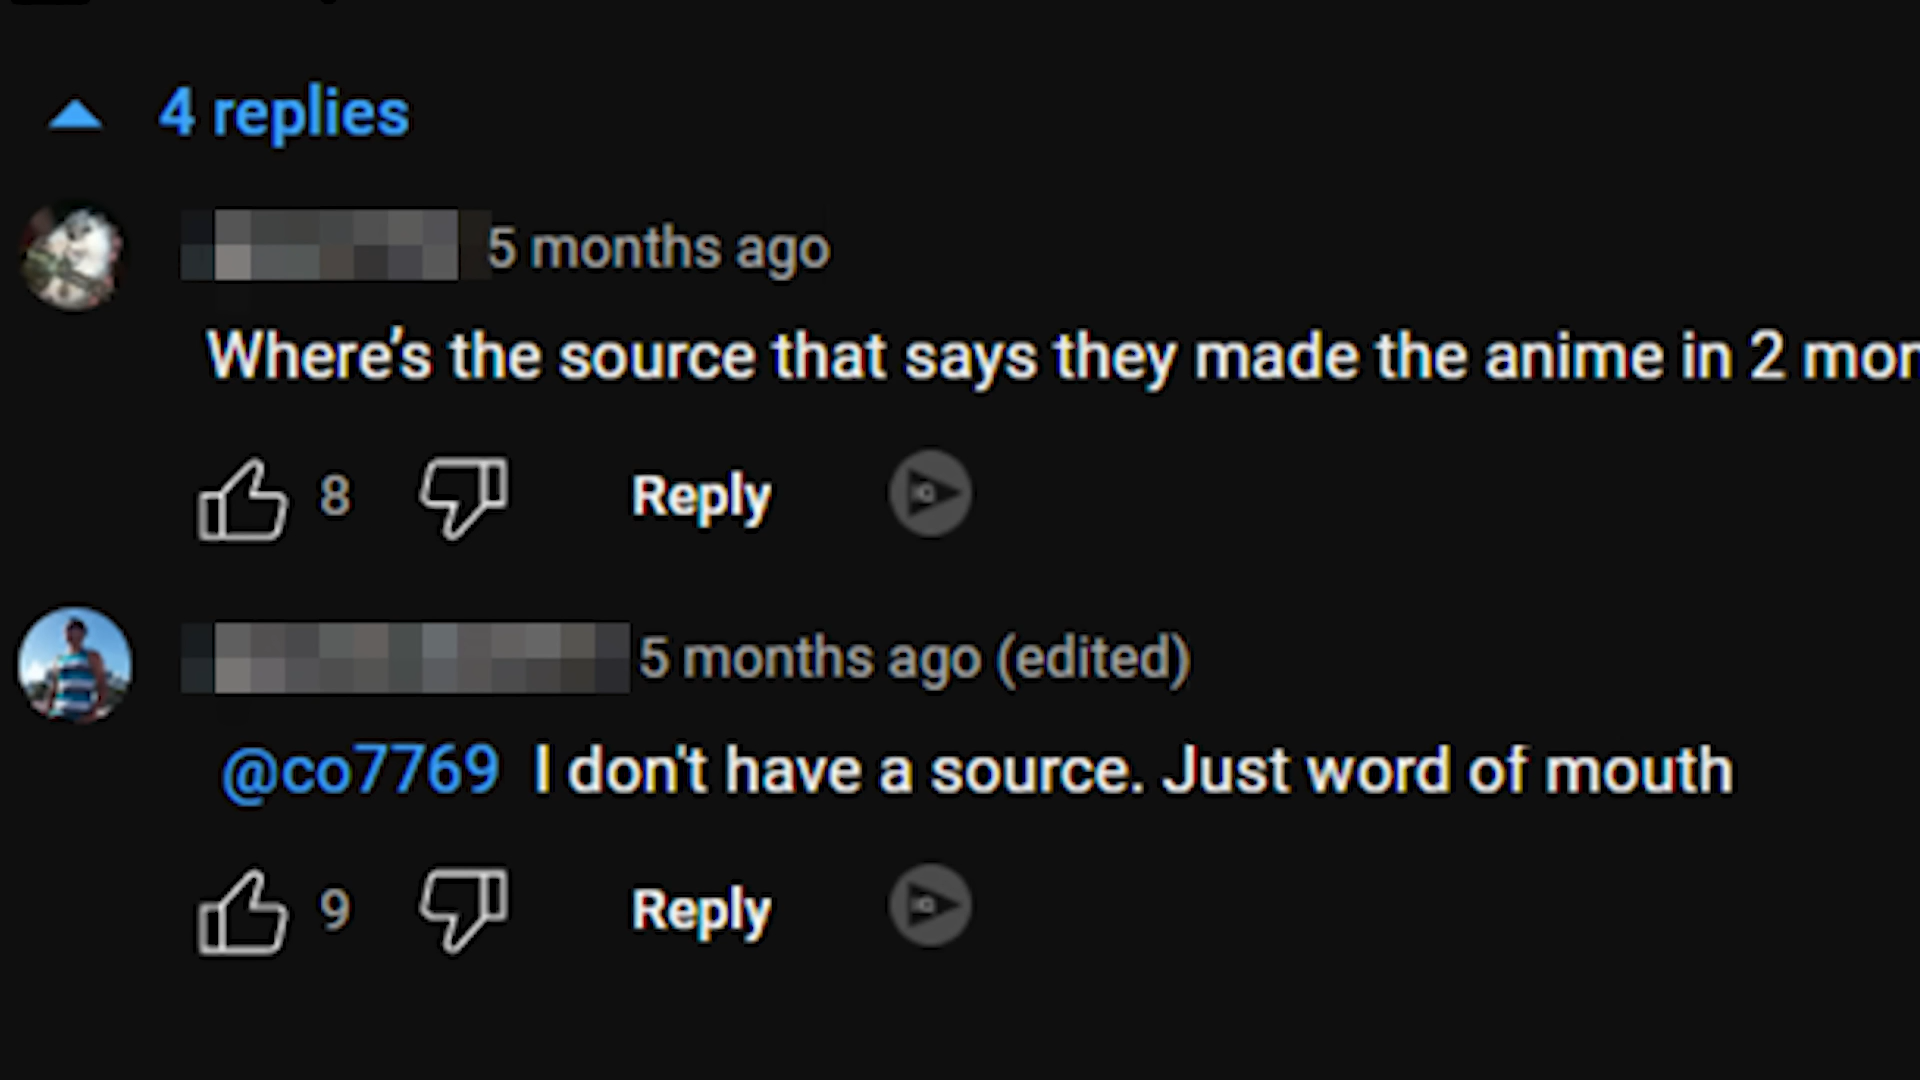 4 replies
5 months ago
Where's the source that says they made the anime in 2 mon
8 Reply
5 months ago (edited)
@co7769 I don't have a source. Just word of mouth
9 Reply